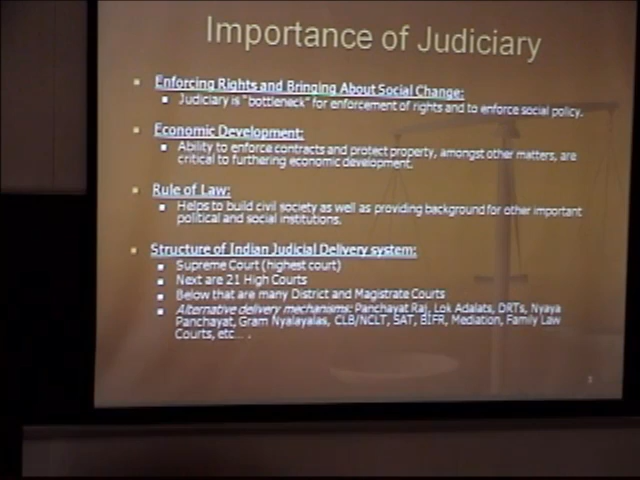 Importance of Judiciary
Enforcing Rights and Bringing About Social Change:
Judiciary is "bottleneck" for enforcement of rights and to enforce social policy.
Economic Development:
Ability to enforce contracts and protect property, amongst other matters, are
critical to furthering economic development.
Rule of Law:
Helps to build civil society as well as providing background for other important
political and social institutions.
Structure of Indian Judicial Delivery system:
Supreme Court (highest court)
Next are 21 High Courts
Below that are many District and Magistrate Courts
Alternative delivery mechanisms: Panchayat Raj, Lok Adalats, DRTs, Nyaya
Panchayat, Gram Nyalayalas, CLB/NCLT, SAT, BIFR, Mediation, Family Law
Courts, etc... .